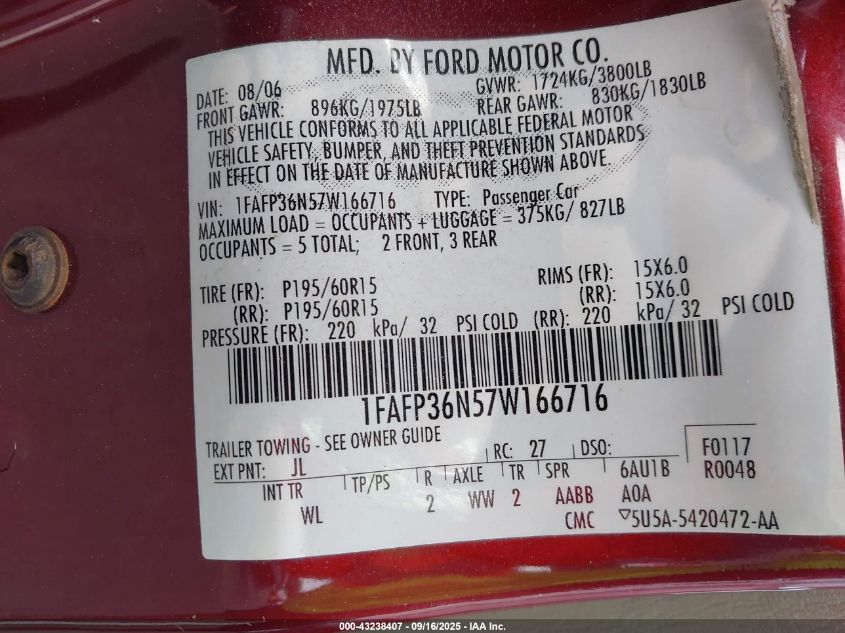 MFD. BY FORD MOTOR CO.
DATE: 08/06 GVWR: 1724KG/3800LB
FRONT GAWR: 896KG/1975LB REAR GAWR: 830KG/1830LB
THIS VEHICLE CONFORMS TO ALL APPLICABLE FEDERAL MOTOR
VEHICLE SAFETY, BUMPER, AND THEFT PREVENTION STANDARDS
IN EFFECT ON THE DATE OF MANUFACTURE SHOWN ABOVE.
VIN: 1FAFP36N57W166716 TYPE: Passenger Car
MAXIMUM LOAD = OCCUPANTS + LUGGAGE = 375KG/ 827LB
OCCUPANTS = 5 TOTAL; 2 FRONT, 3 REAR
TIRE (FR): P195/60R15 RIMS (FR): 15X6.0
(RR): P195/60R15 (RR): 15X6.0
PRESSURE (FR): 220 kPa/ 32 PSI COLD (RR): 220 kPa/ 32 PSI COLD
1FAFP36N57W166716
TRAILER TOWING - SEE OWNER GUIDE RC: 27 DSO: F0117
EXT PNT: JL 6AU1B R0048
INT TR TP/PS R AXLE TR SPR A0A
WL 2 WW 2 AABB
CMC ▽5U5A-5420472-AA
000-43238407 - 09/16/2025 - IAA Inc.